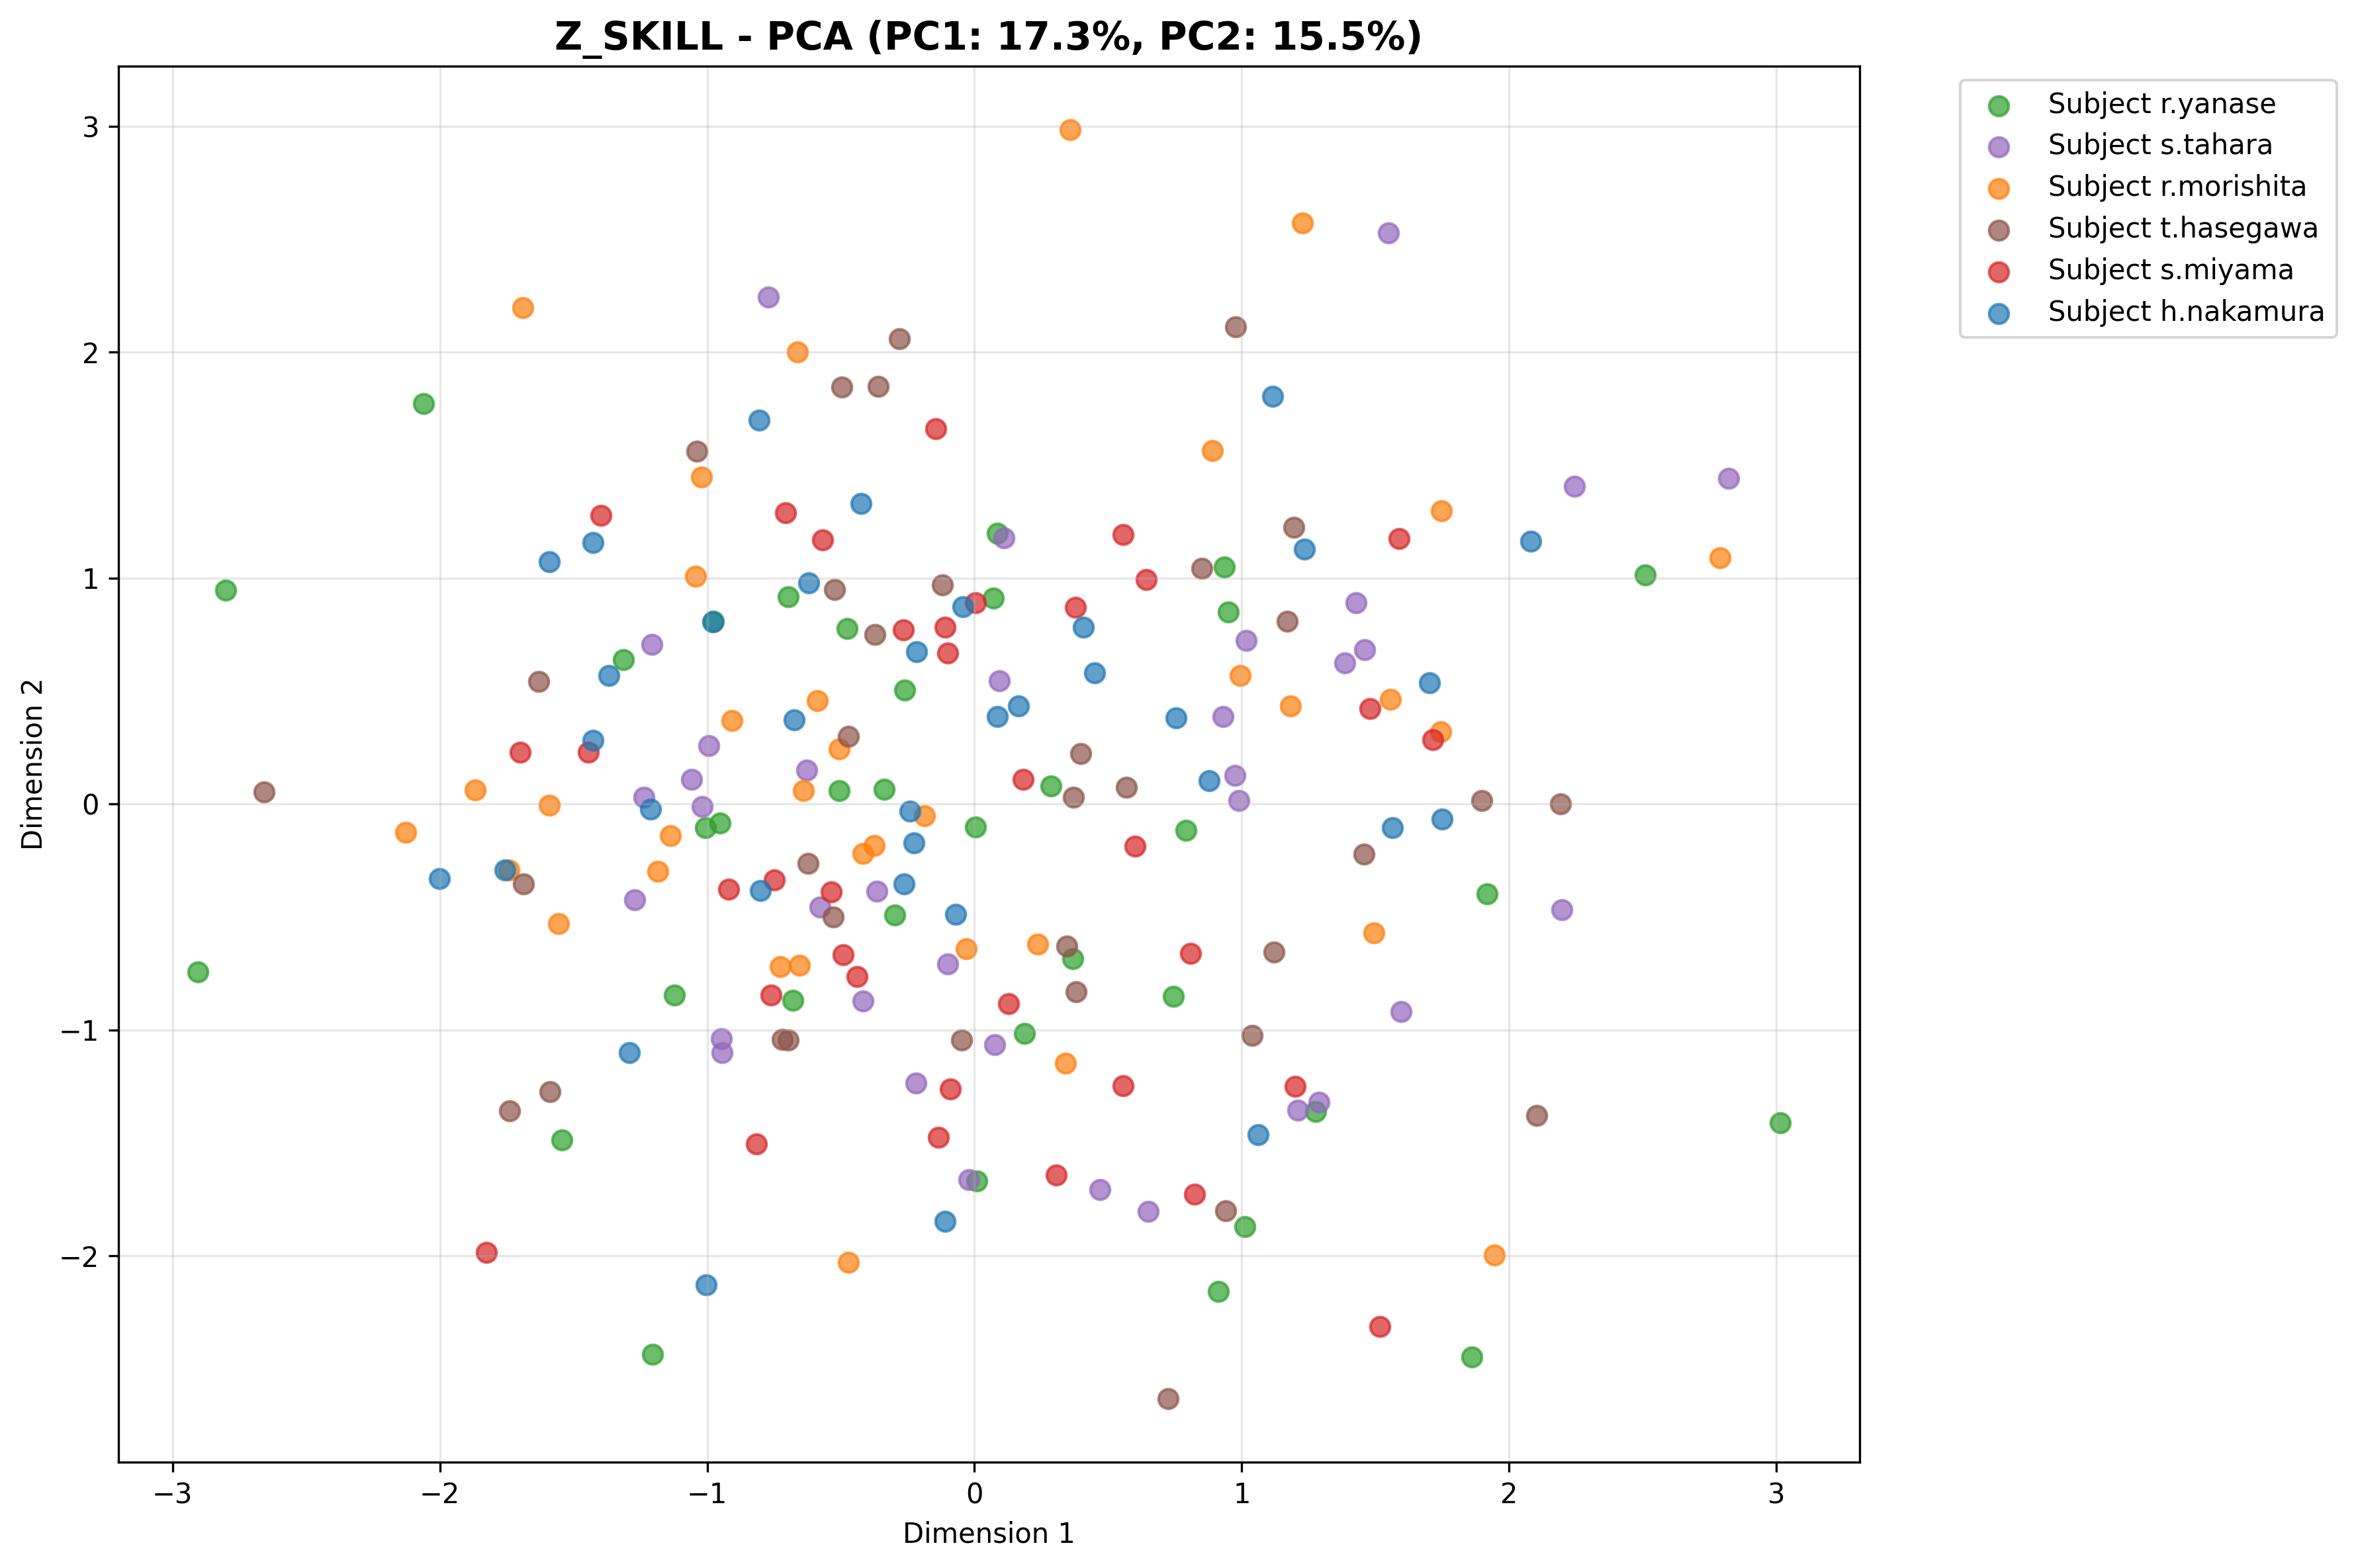 Z_SKILL - PCA (PC1: 17.3%, PC2: 15.5%)
Subject r.yanase
Subject s.tahara
Subject r.morishita
Subject t.hasegawa
Subject s.miyama
Subject h.nakamura
Dimension 2
3
2
1
0
−1
−2
−3
−2
−1
0
1
2
3
Dimension 1